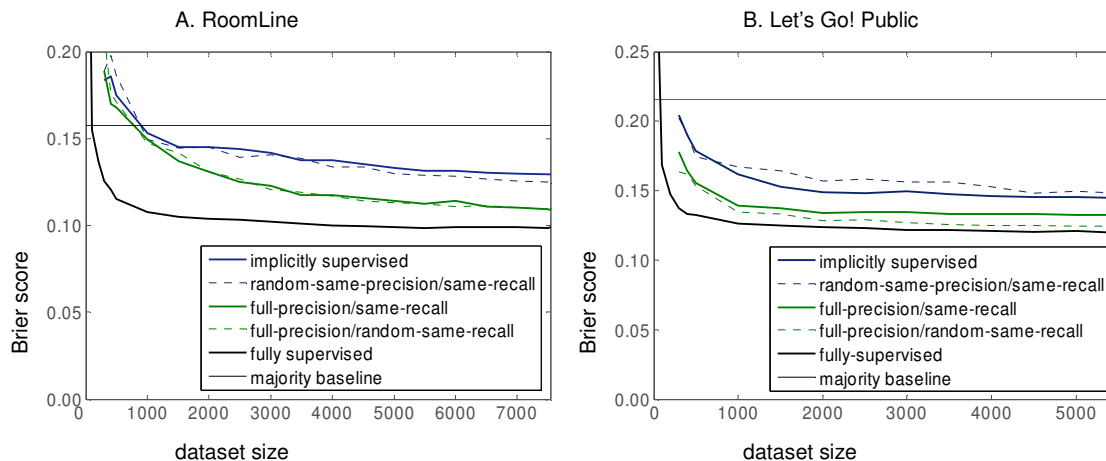 A. RoomLine
Brier score
0.20
0.15
0.10
0.05
0.00
implicitly supervised
random-same-precision/same-recall
full-precision/same-recall
full-precision/random-same-recall
fully supervised
majority baseline
0 1000 2000 3000 4000 5000 6000 7000
dataset size
B. Let's Go! Public
Brier score
0.25
0.20
0.15
0.10
0.05
0.00
implicitly supervised
random-same-precision/same-recall
full-precision/same-recall
full-precision/random-same-recall
fully-supervised
majority baseline
0 1000 2000 3000 4000 5000
dataset size